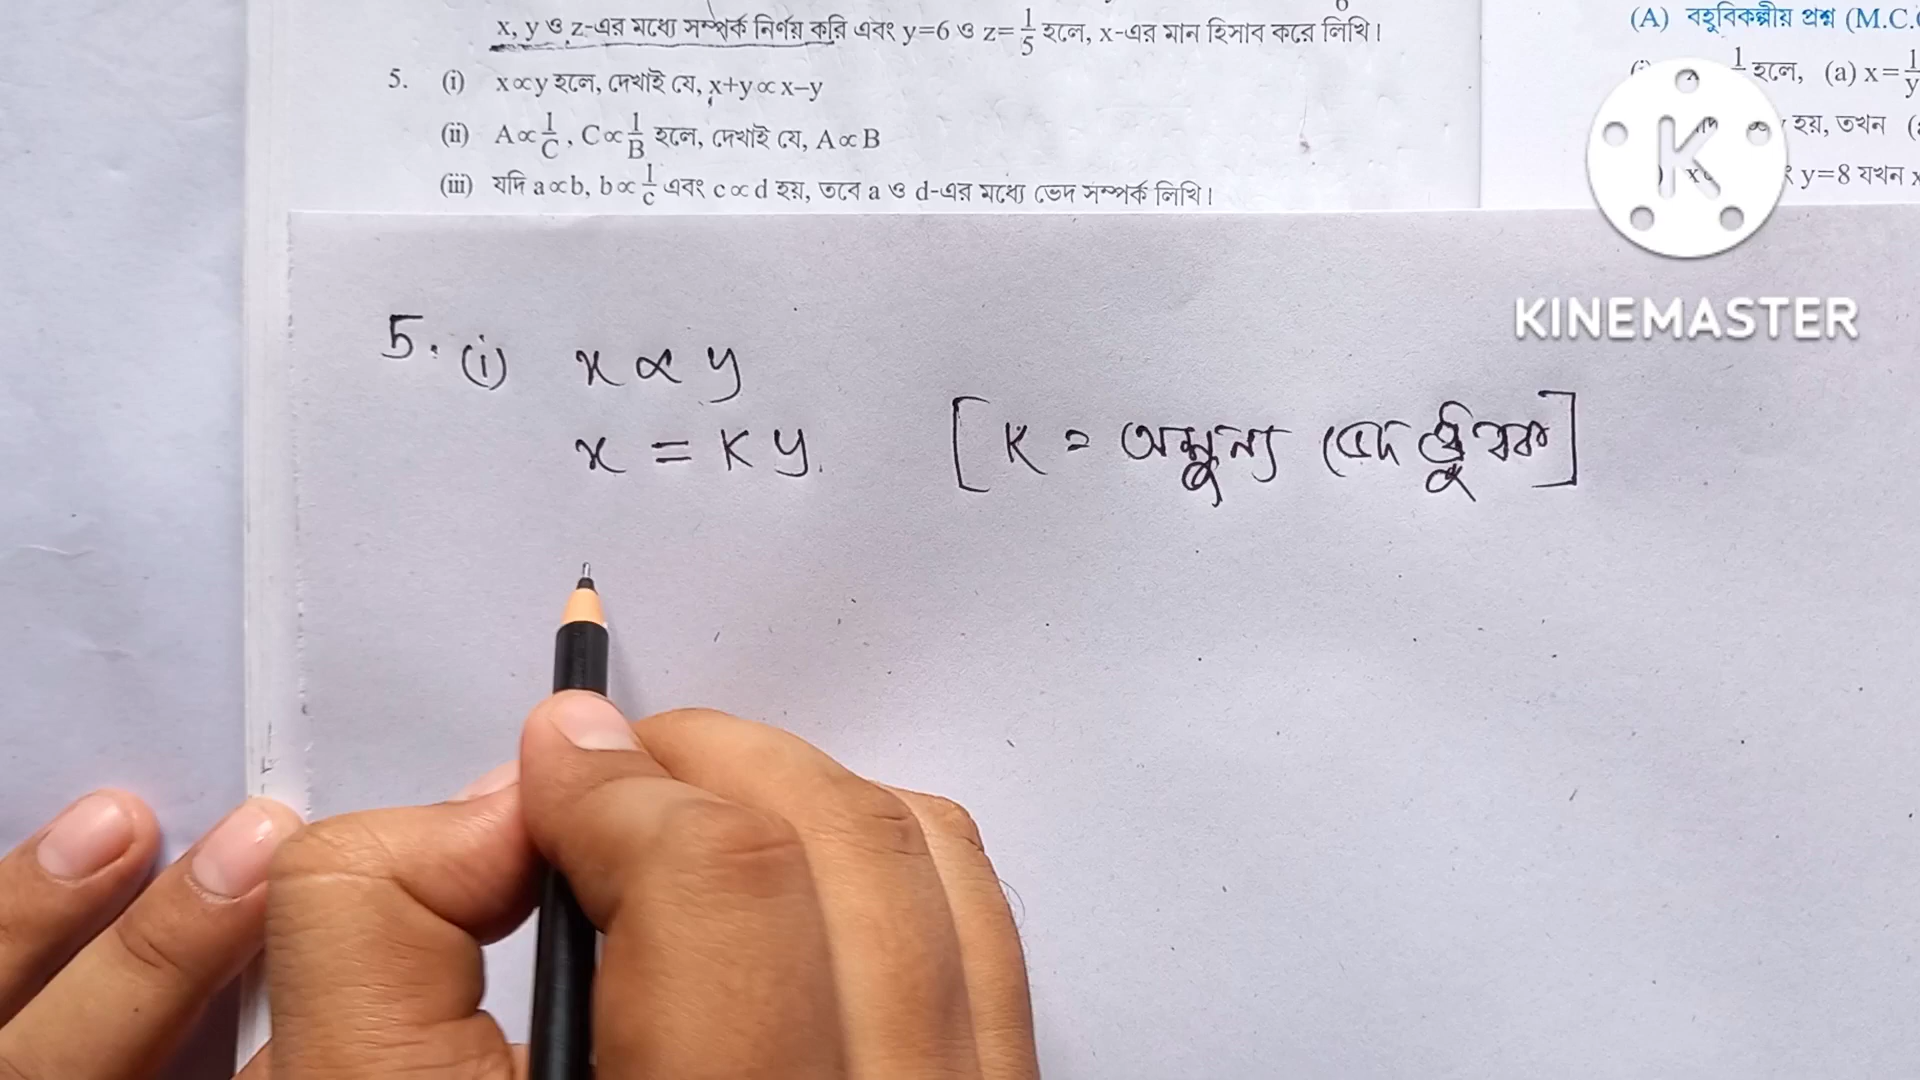 x, y ও z-এর মধ্যে সম্পর্ক নির্ণয় করি এবং y=6 ও z=1/5 হলে, x-এর মান হিসাব করে লিখি।
5. (i) x∝y হলে, দেখাই যে, x+y∝x−y
(ii) A∝1/C, C∝1/B হলে, দেখাই যে, A∝B
(iii) যদি a∝b, b∝1/c এবং c∝d হয়, তবে a ও d-এর মধ্যে ভেদ সম্পর্ক লিখি।
(A) বহুবিকল্পীয় প্রশ্ন (M.C.
1 হলে, (a) x=1/y
হয়, তখন
y=8 যখন x
KINEMASTER
5. (i) x ∝ y
x = K y. [K = অশূন্য ভেদ ধ্রুবক]